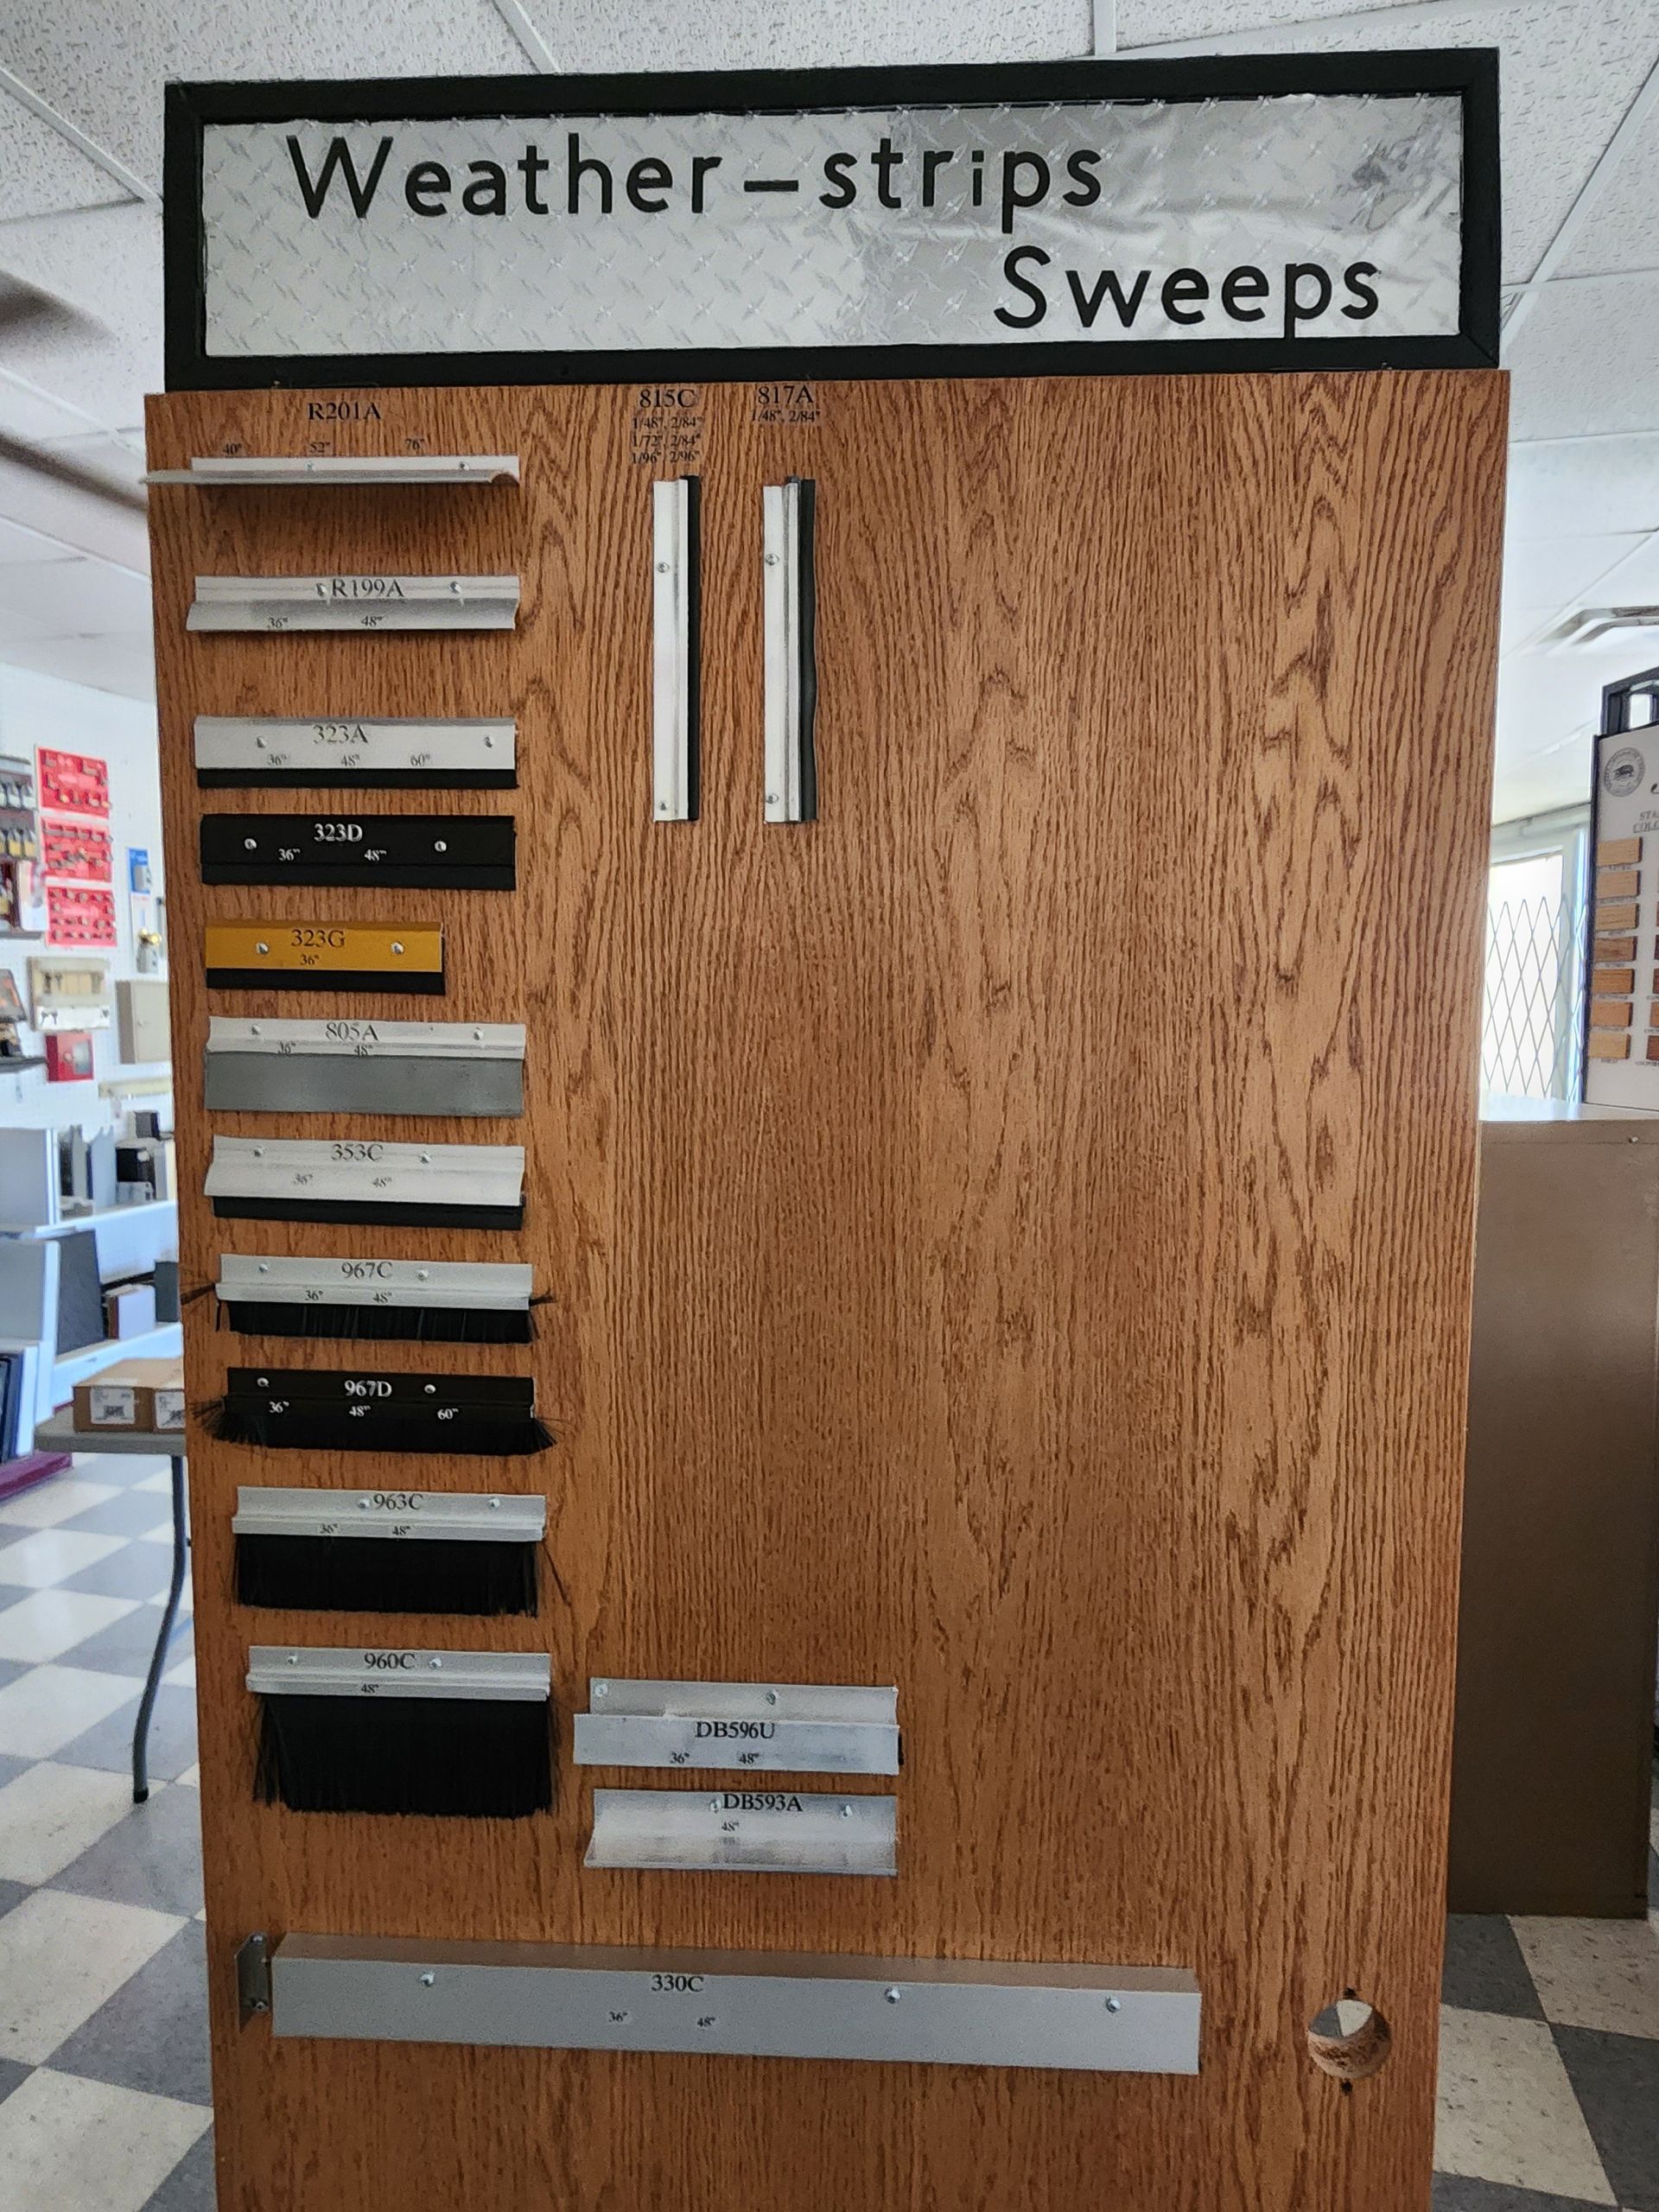 Weather-strips
Sweeps
R201A
40" 52" 76"
815C
1/48", 2/84"
1/72", 2/84"
1/96", 2/96"
817A
1/48", 2/84"
R199A
36" 48"
323A
36" 48" 60"
323D
36" 48"
323G
36"
805A
36" 48"
353C
36" 48"
967C
36" 48"
967D
36" 48" 60"
963C
36" 48"
960C
48"
DB596U
36" 48"
DB593A
48"
330C
36" 48"